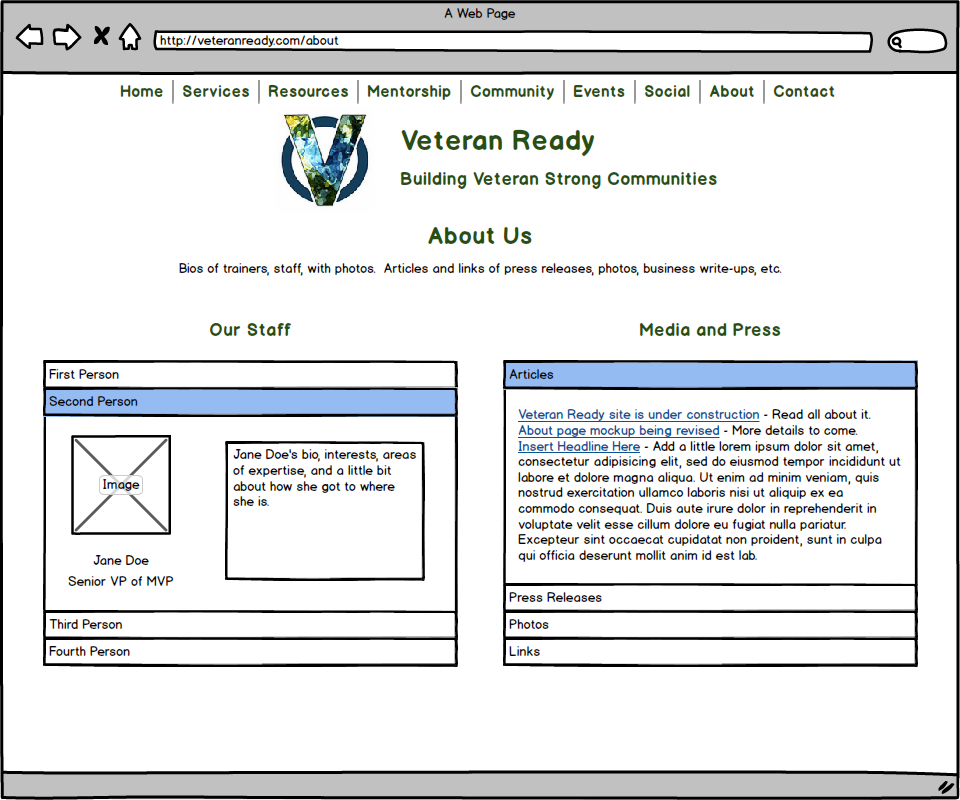 A Web Page
http://veteranready.com/about
Home Services Resources Mentorship Community Events Social About Contact
V
Veteran Ready
Building Veteran Strong Communities
About Us
Bios of trainers, staff, with photos. Articles and links of press releases, photos, business write-ups, etc.
Our Staff
First Person
Second Person
Image
Jane Doe
Senior VP of MVP
Jane Doe's bio, interests, areas
of expertise, and a little bit
about how she got to where
she is.
Third Person
Fourth Person
Media and Press
Articles
Veteran Ready site is under construction - Read all about it.
About page mockup being revised - More details to come.
Insert Headline Here - Add a little lorem ipsum dolor sit amet,
consectetur adipisicing elit, sed do eiusmod tempor incididunt ut
labore et dolore magna aliqua. Ut enim ad minim veniam, quis
nostrud exercitation ullamco laboris nisi ut aliquip ex ea
commodo consequat. Duis aute irure dolor in reprehenderit in
voluptate velit esse cillum dolore eu fugiat nulla pariatur.
Excepteur sint occaecat cupidatat non proident, sunt in culpa
qui officia deserunt mollit anim id est lab.
Press Releases
Photos
Links